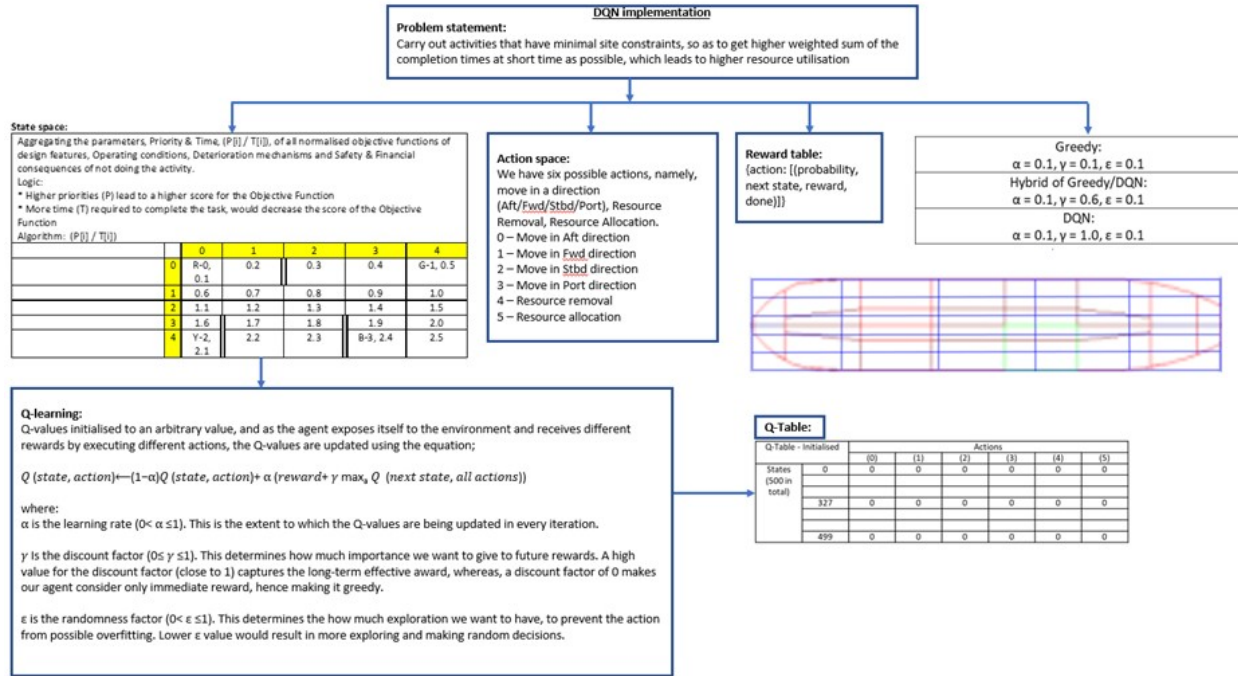 DQN implementation
Problem statement:
Carry out activities that have minimal site constraints, so as to get higher weighted sum of the
completion times at short time as possible, which leads to higher resource utilisation
State space:
Aggregating the parameters, Priority & Time, (P[i] / T[i]), of all normalised objective functions of
design features, Operating conditions, Deterioration mechanisms and Safety & Financial
consequences of not doing the activity.
Logic:
* Higher priorities (P) lead to a higher score for the Objective Function
* More time (T) required to complete the task, would decrease the score of the Objective
Function
Algorithm: (P[i] / T[i])
0 1 2 3 4
0 R-0, 0.2 0.3 0.4 G-1, 0.5
0.1
1 0.6 0.7 0.8 0.9 1.0
2 1.1 1.2 1.3 1.4 1.5
3 1.6 1.7 1.8 1.9 2.0
4 Y-2, 2.2 2.3 B-3, 2.4 2.5
2.1
Action space:
We have six possible actions, namely,
move in a direction
(Aft/Fwd/Stbd/Port), Resource
Removal, Resource Allocation.
0 – Move in Aft direction
1 – Move in Fwd direction
2 – Move in Stbd direction
3 – Move in Port direction
4 – Resource removal
5 – Resource allocation
Reward table:
{action: [(probability,
next state, reward,
done)]}
Greedy:
α = 0.1, γ = 0.1, ε = 0.1
Hybrid of Greedy/DQN:
α = 0.1, γ = 0.6, ε = 0.1
DQN:
α = 0.1, γ = 1.0, ε = 0.1
Q-learning:
Q-values initialised to an arbitrary value, and as the agent exposes itself to the environment and receives different
rewards by executing different actions, the Q-values are updated using the equation;
Q (state, action)⟵(1−α)Q (state, action)+ α (reward+ γ maxₐ Q (next state, all actions))
where:
α is the learning rate (0< α ≤1). This is the extent to which the Q-values are being updated in every iteration.
γ Is the discount factor (0≤ γ ≤1). This determines how much importance we want to give to future rewards. A high
value for the discount factor (close to 1) captures the long-term effective award, whereas, a discount factor of 0 makes
our agent consider only immediate reward, hence making it greedy.
ε is the randomness factor (0< ε ≤1). This determines the how much exploration we want to have, to prevent the action
from possible overfitting. Lower ε value would result in more exploring and making random decisions.
Q-Table:
Q-Table - Initialised Actions
(0) (1) (2) (3) (4) (5)
States 0 0 0 0 0 0 0
(500 in
total)
327 0 0 0 0 0 0
499 0 0 0 0 0 0